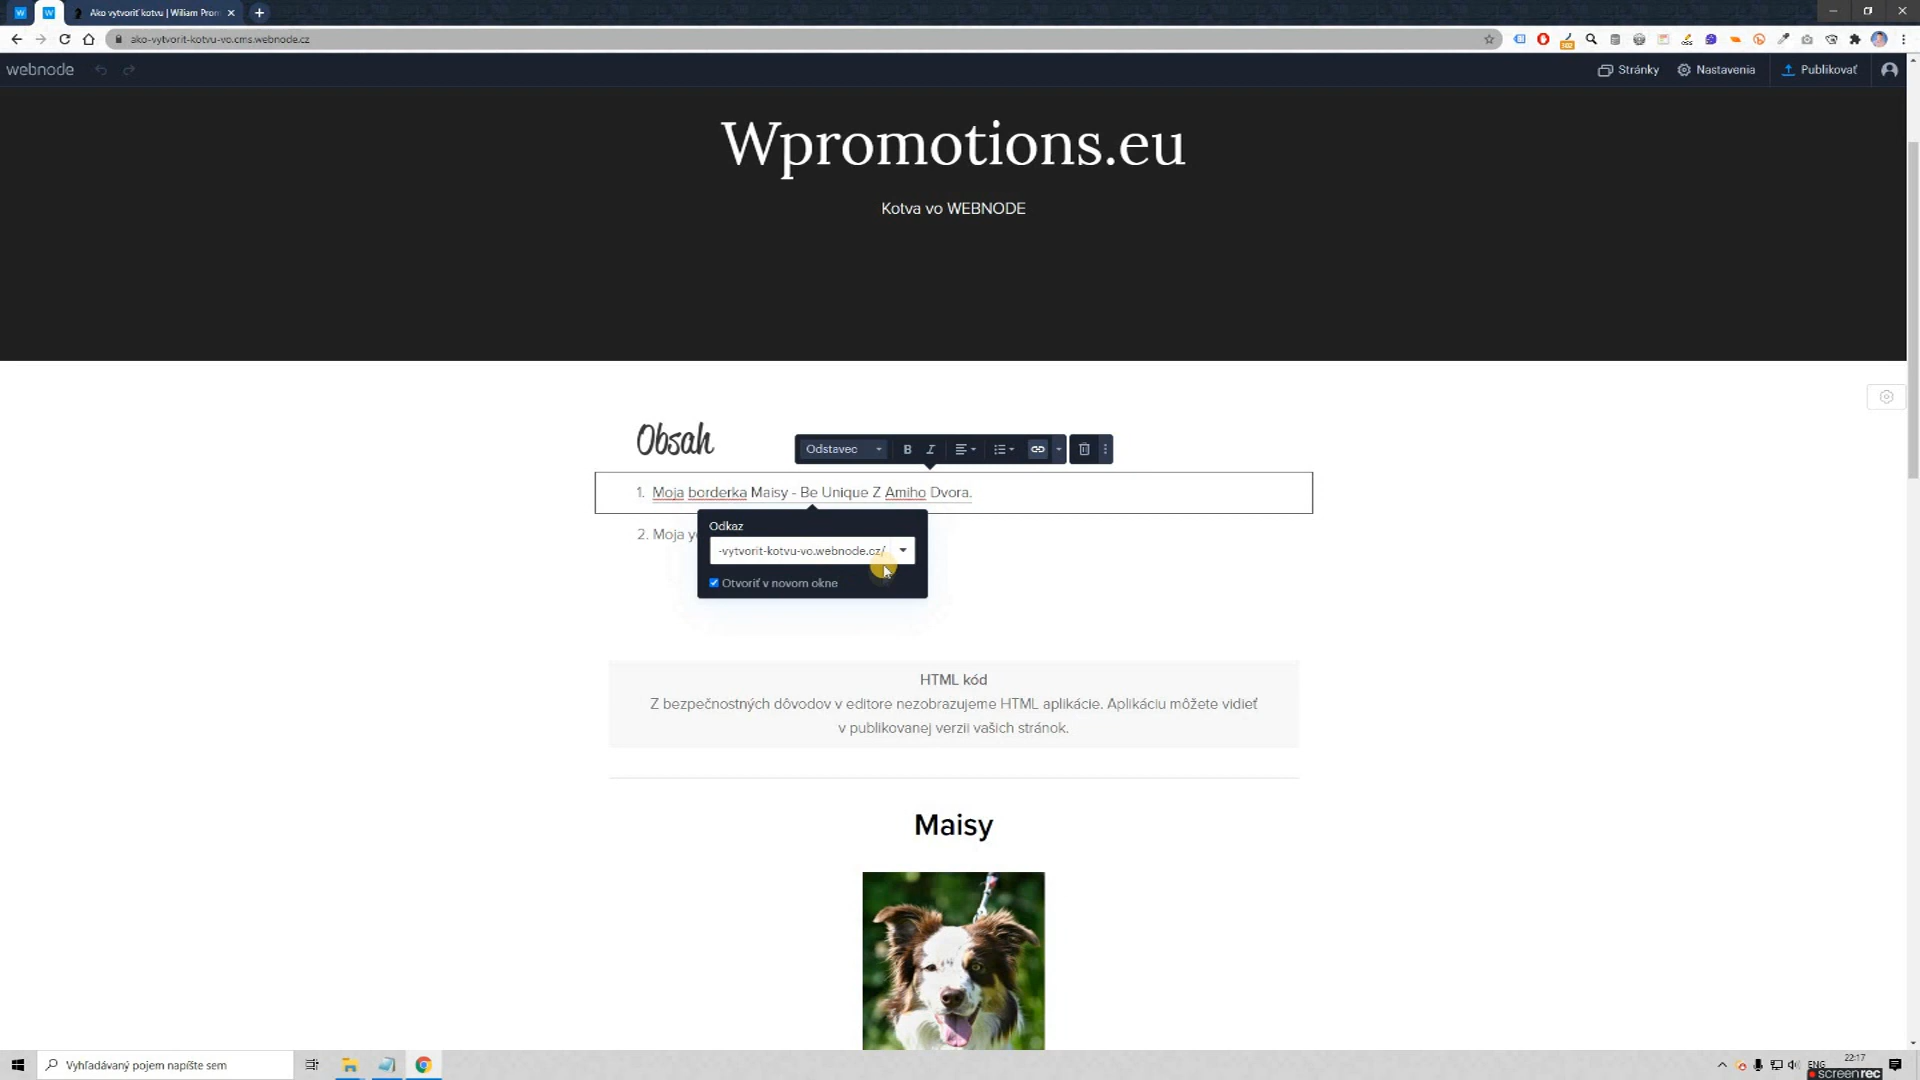 Ako vytvoriť kotvu | Wiliam Prom
ako-vytvorit-kotvu-vo.cms.webnode.cz
302
webnode
Stránky
Nastavenia
Publikovať
Wpromotions.eu
Kotva vo WEBNODE
Obsah
Odstavec
B I
1. Moja borderka Maisy - Be Unique Z Amiho Dvora.
Odkaz
2. Moja
-vytvorit-kotvu-vo.webnode.cz/
Otvoriť v novom okne
HTML kód
Z bezpečnostných dôvodov v editore nezobrazujeme HTML aplikácie. Aplikáciu môžete vidieť
v publikovanej verzii vašich stránok.
Maisy
Vyhľadávaný pojem napíšte sem
ENG
22:17
screenrec